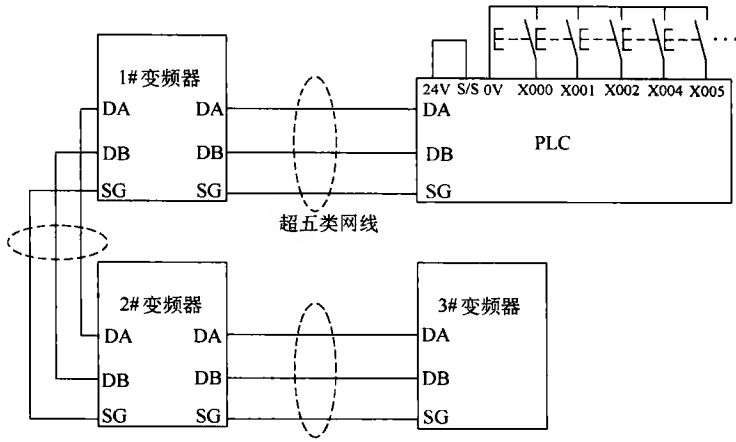 1#变频器
DA DA
DB DB
SG SG
超五类网线
24V S/S 0V X000 X001 X002 X004 X005 ···
DA
DB PLC
SG
2#变频器
DA DA
DB DB
SG SG
3#变频器
DA
DB
SG